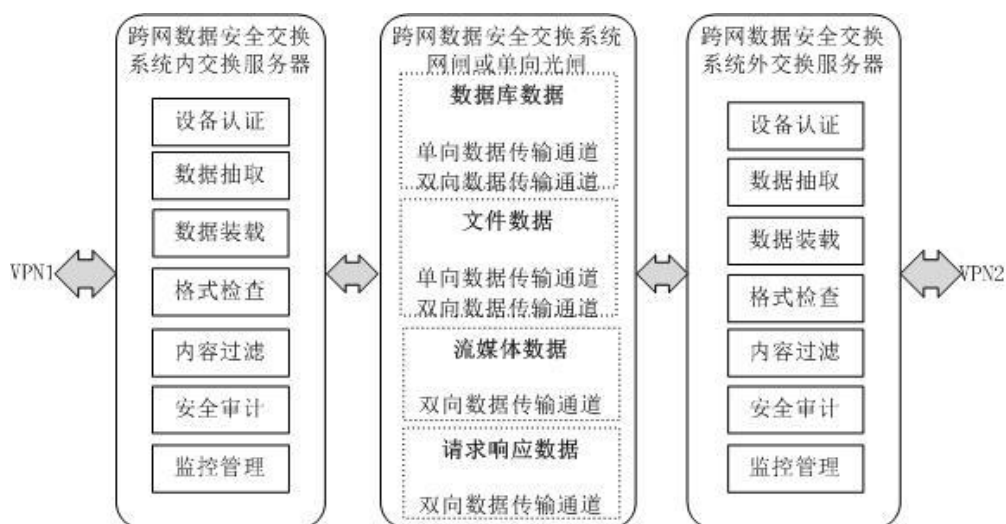 跨网数据安全交换
系统内交换服务器
设备认证
数据抽取
数据装载
格式检查
内容过滤
安全审计
监控管理
VPN1
跨网数据安全交换系统
网闸或单向光闸
数据库数据
单向数据传输通道
双向数据传输通道
文件数据
单向数据传输通道
双向数据传输通道
流媒体数据
双向数据传输通道
请求响应数据
双向数据传输通道
跨网数据安全交换
系统外交换服务器
设备认证
数据抽取
数据装载
格式检查
内容过滤
安全审计
监控管理
VPN2